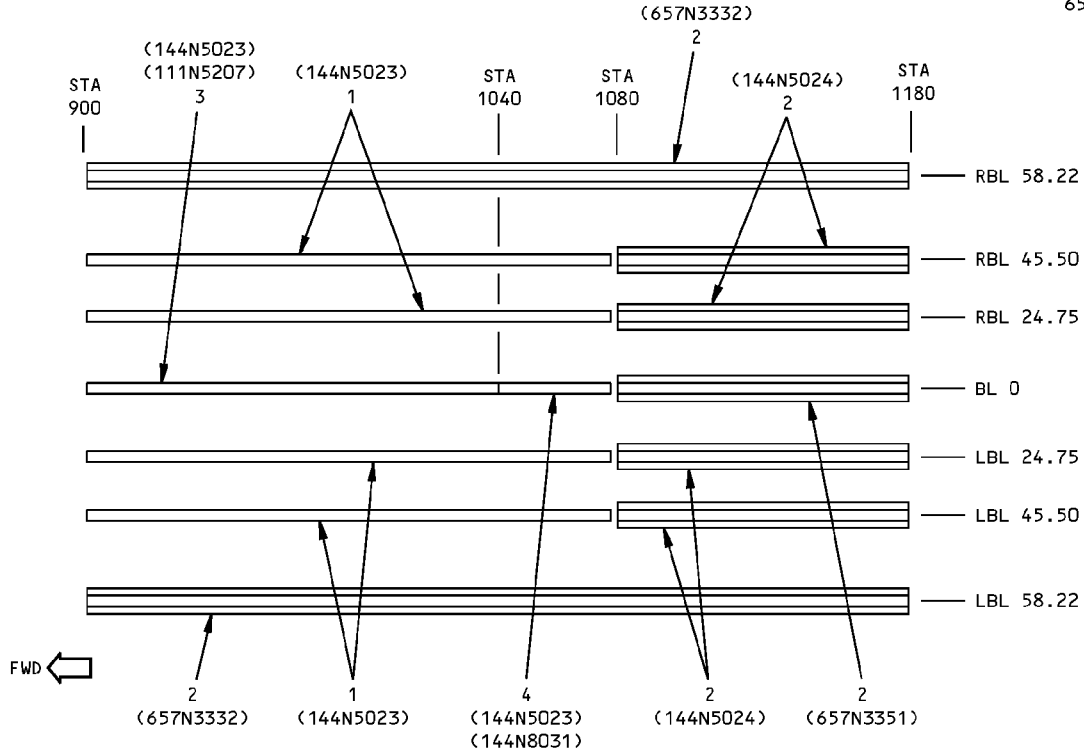 65
(657N3332)
2
(144N5023)
(111N5207)
3
(144N5023)
1
(144N5024)
2
STA
900
STA
1040
STA
1080
STA
1180
RBL 58.22
RBL 45.50
RBL 24.75
BL 0
LBL 24.75
LBL 45.50
LBL 58.22
FWD
2
(657N3332)
1
(144N5023)
4
(144N5023)
(144N8031)
2
(144N5024)
2
(657N3351)